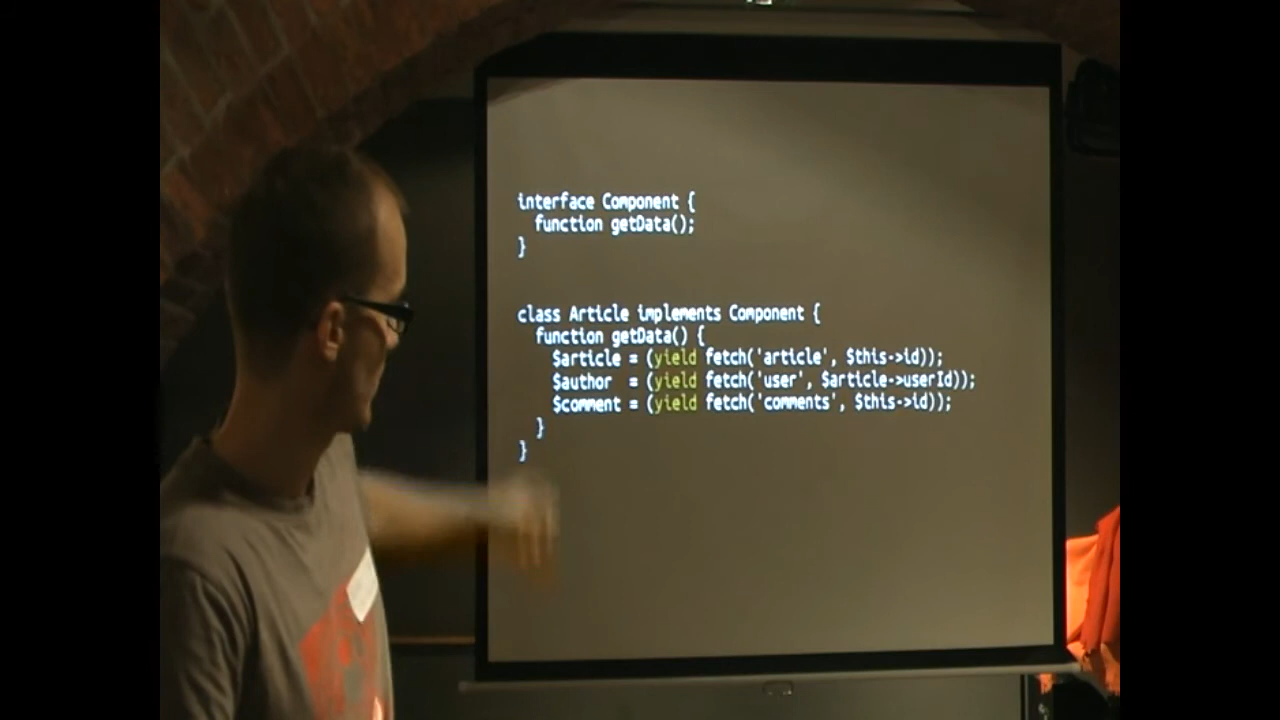 interface Component {
  function getData();
}
class Article implements Component {
  function getData() {
    $article = (yield fetch('article', $this->id));
    $author  = (yield fetch('user', $article->userId));
    $comment = (yield fetch('comments', $this->id));
  }
}